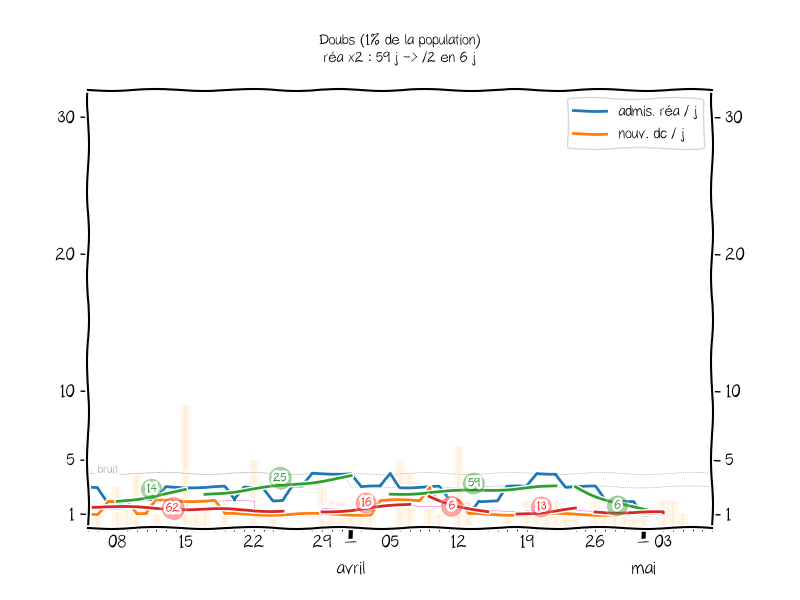 Doubs (1% de la population)
réa x2 : 59 j -> /2 en 6 j
admis. réa / j
nouv. dc / j
30 30
20 20
10 10
5 5
1 1
bruit
14 25 59 6
62 16 6 13
08 15 22 29 05 12 19 26 03
avril mai